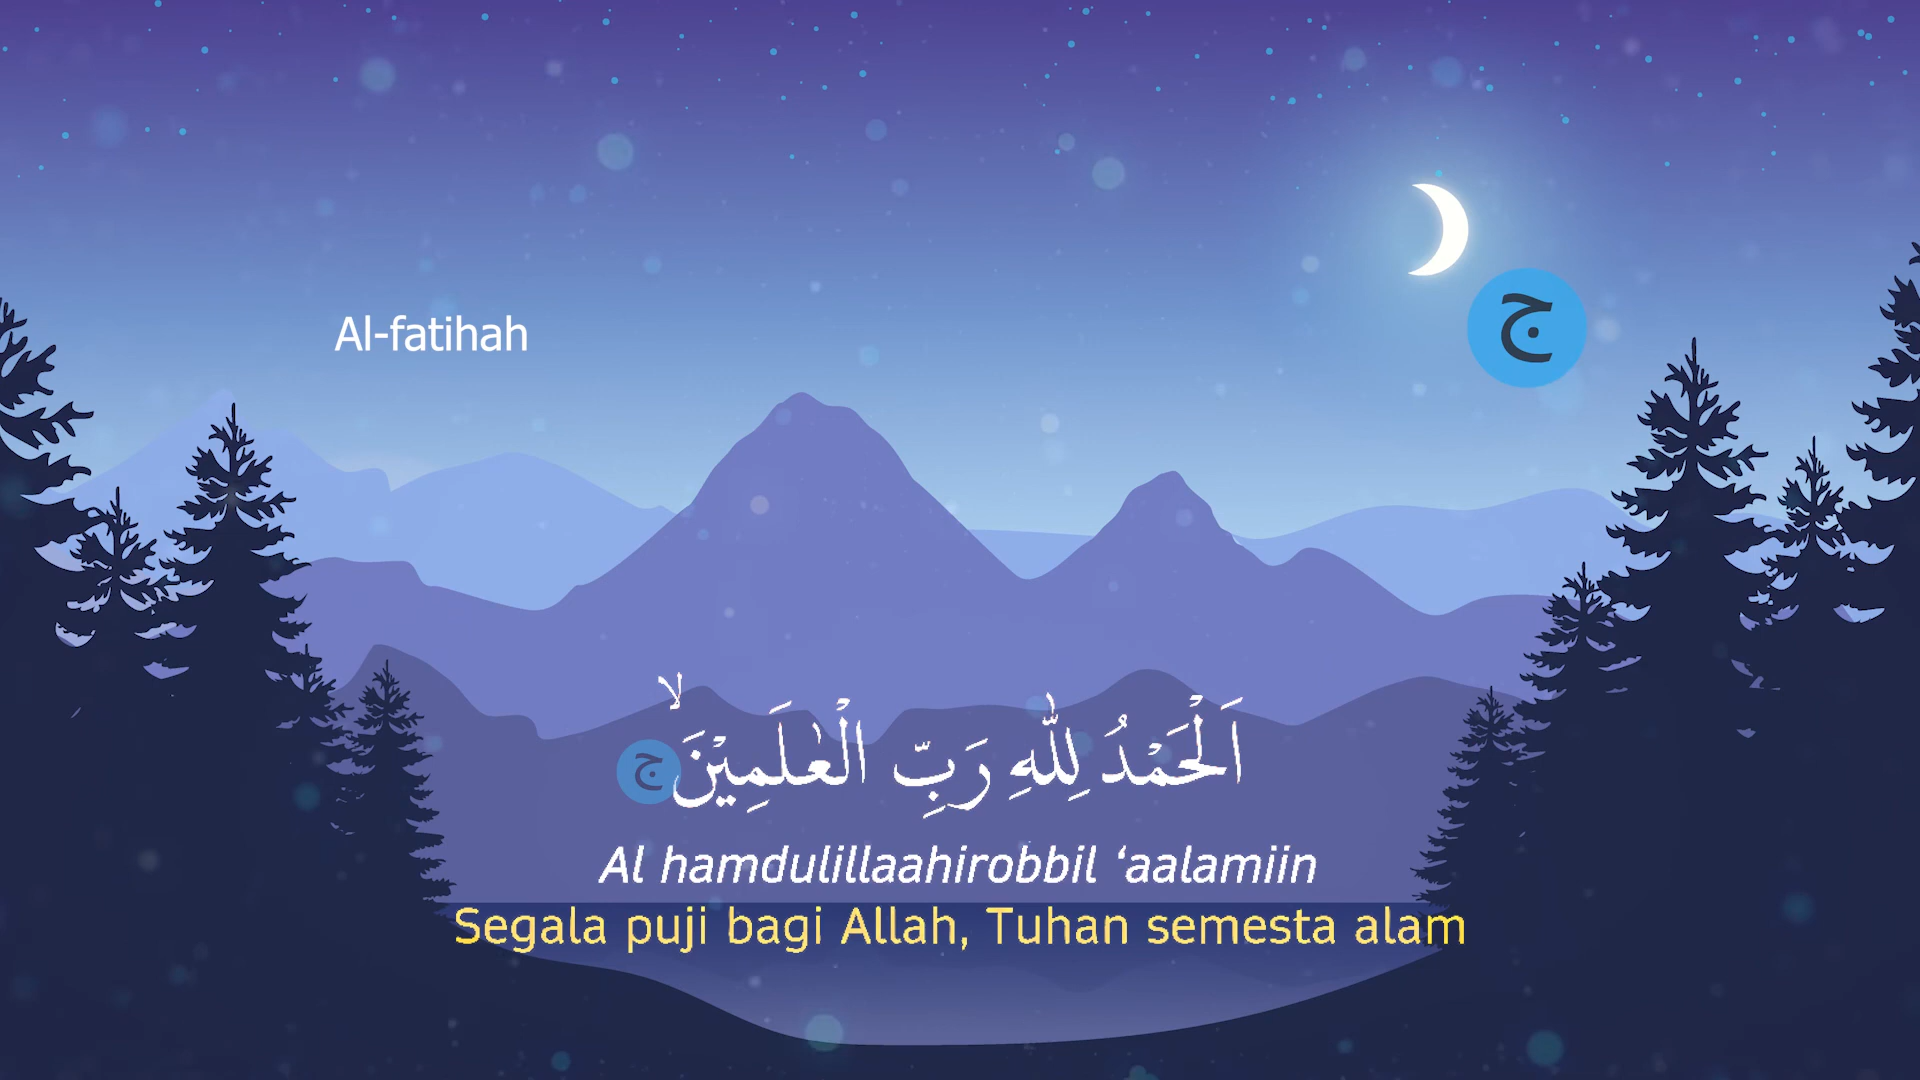 Al-fatihah
ج
اَلْحَمْدُ لِلّٰهِ رَبِّ الْعٰلَمِيْنَۙ
ج
Al hamdulillaahirobbil ‘aalamiin
Segala puji bagi Allah, Tuhan semesta alam